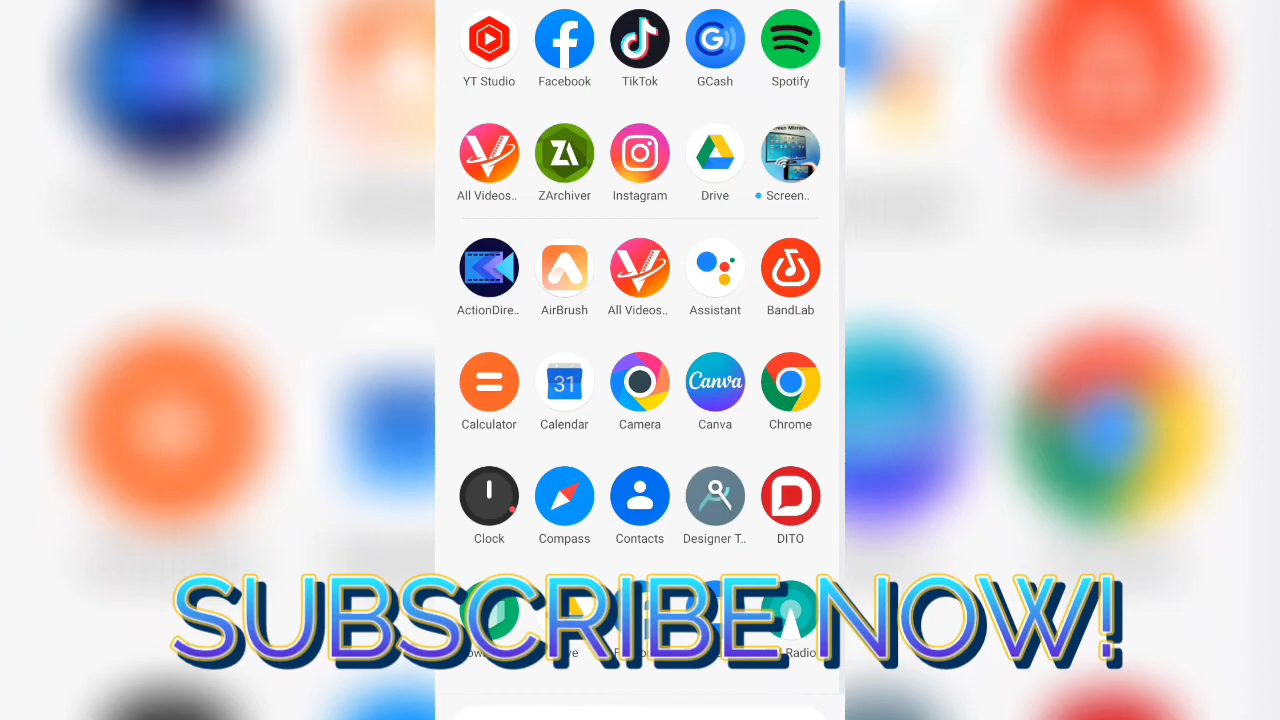 YT Studio Facebook TikTok GCash Spotify
All Videos.. ZArchiver Instagram Drive Screen..
ActionDire.. AirBrush All Videos.. Assistant BandLab
31 Canva
Calculator Calendar Camera Canva Chrome
Clock Compass Contacts Designer T.. DITO
SUBSCRIBE NOW!
Radio